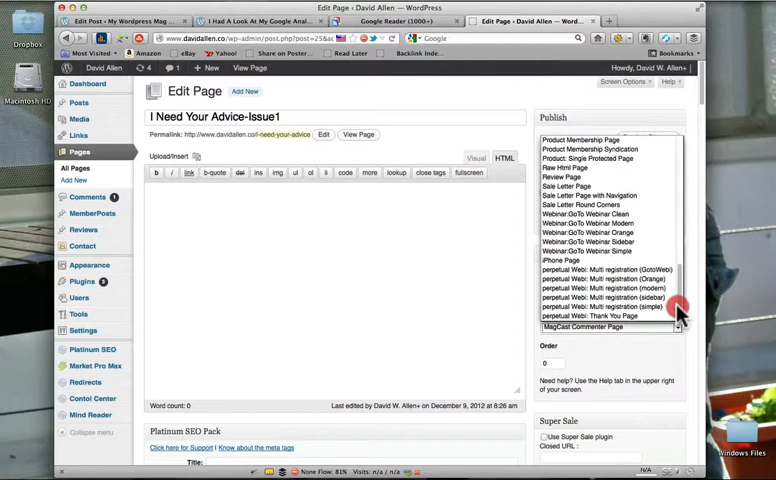 Edit Page ‹ David Allen — WordPress
Edit Post ‹ My Wordpress Mag ...
I Had A Look At My Google Anal...
Google Reader (1000+)
Edit Page ‹ David Allen — Word...
www.davidallen.co/wp-admin/post.php?post=25&ac
Google
Most Visited
Amazon
eBay
Yahoo!
Share on Poster...
Read Later
Backlink Inde...
Bookmarks
David Allen
4
1
+ New
View Page
Howdy, David W. Allen+
Dropbox
Macintosh HD
Windows Files
Dashboard
Posts
Media
Links
Pages
All Pages
Add New
Comments 1
MemberPosts
Reviews
Contact
Appearance
Plugins 3
Users
Tools
Settings
Platinum SEO
Market Pro Max
Redirects
Contol Center
Mind Reader
Collapse menu
Screen Options
Help
Edit Page
Add New
I Need Your Advice-Issue1
Permalink: http://www.davidallen.co/i-need-your-advice
Edit
View Page
Upload/Insert
Visual
HTML
b
i
link
b-quote
del
ins
img
ul
ol
li
code
more
lookup
close tags
fullscreen
Word count: 0
Last edited by David W. Allen+ on December 9, 2012 at 8:26 am
Platinum SEO Pack
Click here for Support | Know about the meta tags
Title:
Publish
Product Membership Page
Product Membership Syndication
Product: Single Protected Page
Raw Html Page
Review Page
Sale Letter Page
Sale Letter Page with Navigation
Sale Letter Round Corners
Webinar:GoTo Webinar Clean
Webinar:GoTo Webinar Modern
Webinar:GoTo Webinar Orange
Webinar:GoTo Webinar Sidebar
Webinar:GoTo Webinar Simple
iPhone Page
perpetual Webi: Multi registration (GotoWebi)
perpetual Webi: Multi registration (Orange)
perpetual Webi: Multi registration (modern)
perpetual Webi: Multi registration (sidebar)
perpetual Webi: Multi registration (simple)
perpetual Webi: Thank You Page
MagCast Commenter Page
Order
0
Need help? Use the Help tab in the upper right
of your screen.
Super Sale
Use Super Sale plugin
Closed URL :
None Flow: 81%
Visits: n/a / n/a
N/A